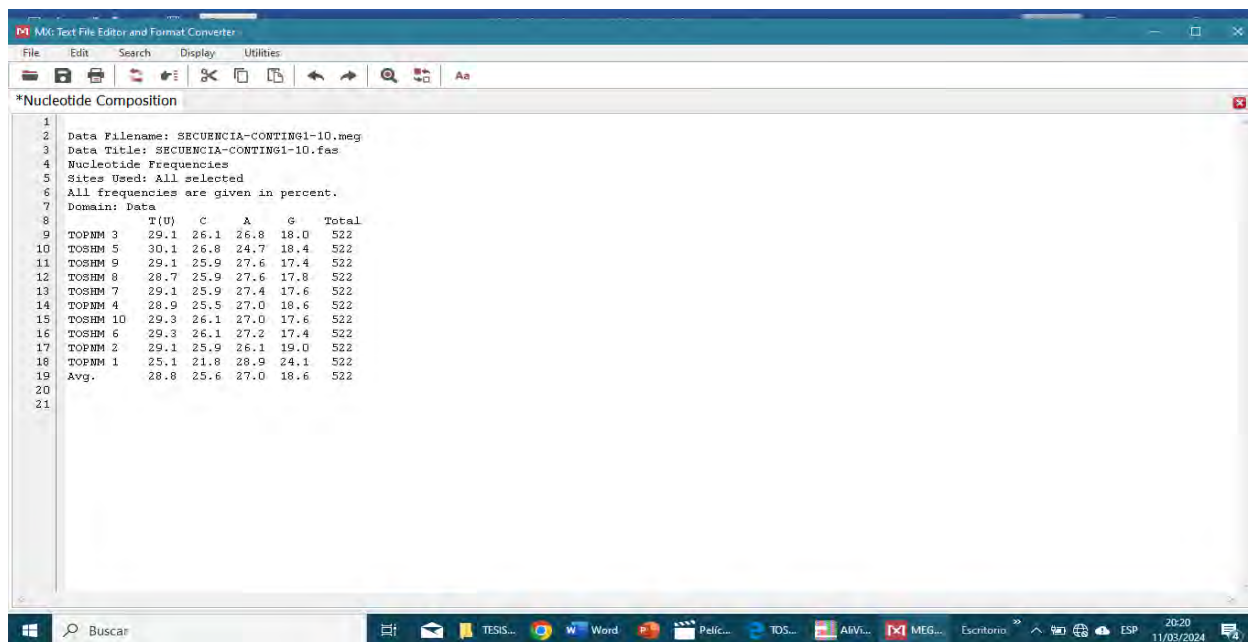 MX: Text File Editor and Format Converter
File Edit Search Display Utilities
Aa
*Nucleotide Composition
1
2 Data Filename: SECUENCIA-CONTING1-10.meg
3 Data Title: SECUENCIA-CONTING1-10.fas
4 Nucleotide Frequencies
5 Sites Used: All selected
6 All frequencies are given in percent.
7 Domain: Data
8 T(U) C A G Total
9 TOPNM 3 29.1 26.1 26.8 18.0 522
10 TOSHM 5 30.1 26.8 24.7 18.4 522
11 TOSHM 9 29.1 25.9 27.6 17.4 522
12 TOSHM 8 28.7 25.9 27.6 17.8 522
13 TOSHM 7 29.1 25.9 27.4 17.6 522
14 TOPNM 4 28.9 25.5 27.0 18.6 522
15 TOSHM 10 29.3 26.1 27.0 17.6 522
16 TOSHM 6 29.3 26.1 27.2 17.4 522
17 TOPNM 2 29.1 25.9 26.1 19.0 522
18 TOPNM 1 25.1 21.8 28.9 24.1 522
19 Avg. 28.8 25.6 27.0 18.6 522
20
21
Buscar TESIS... Word Pelíc... TOS... AliVi... MEG... Escritorio ” ESP 20:20
11/03/2024